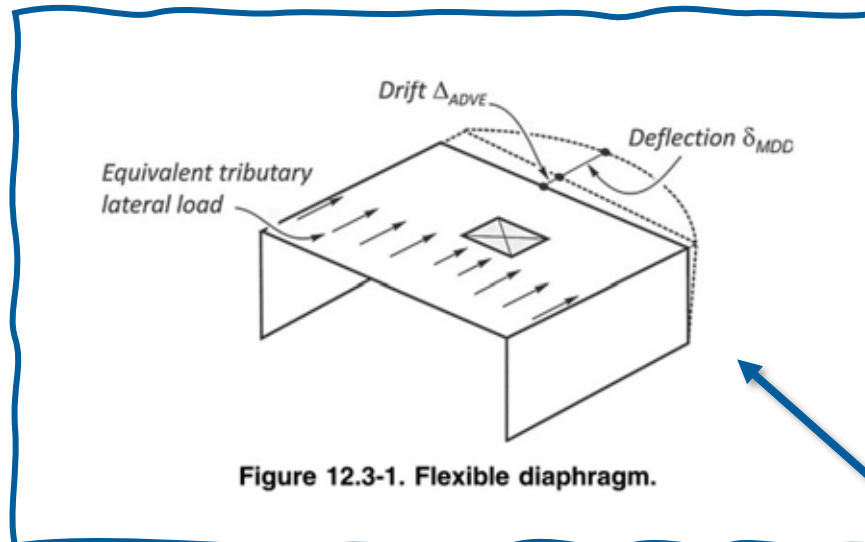 Drift Δ_ADVE
Deflection δ_MDD
Equivalent tributary
lateral load
Figure 12.3-1. Flexible diaphragm.